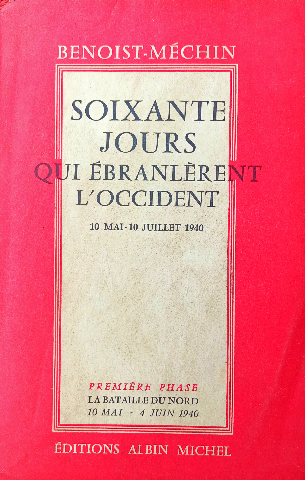 BENOIST-MÉCHIN
SOIXANTE
JOURS
QUI ÉBRANLÈRENT
L'OCCIDENT
10 MAI-10 JUILLET 1940
PREMIÈRE PHASE
LA BATAILLE DU NORD
10 MAI - 4 JUIN 1940
ÉDITIONS ALBIN MICHEL